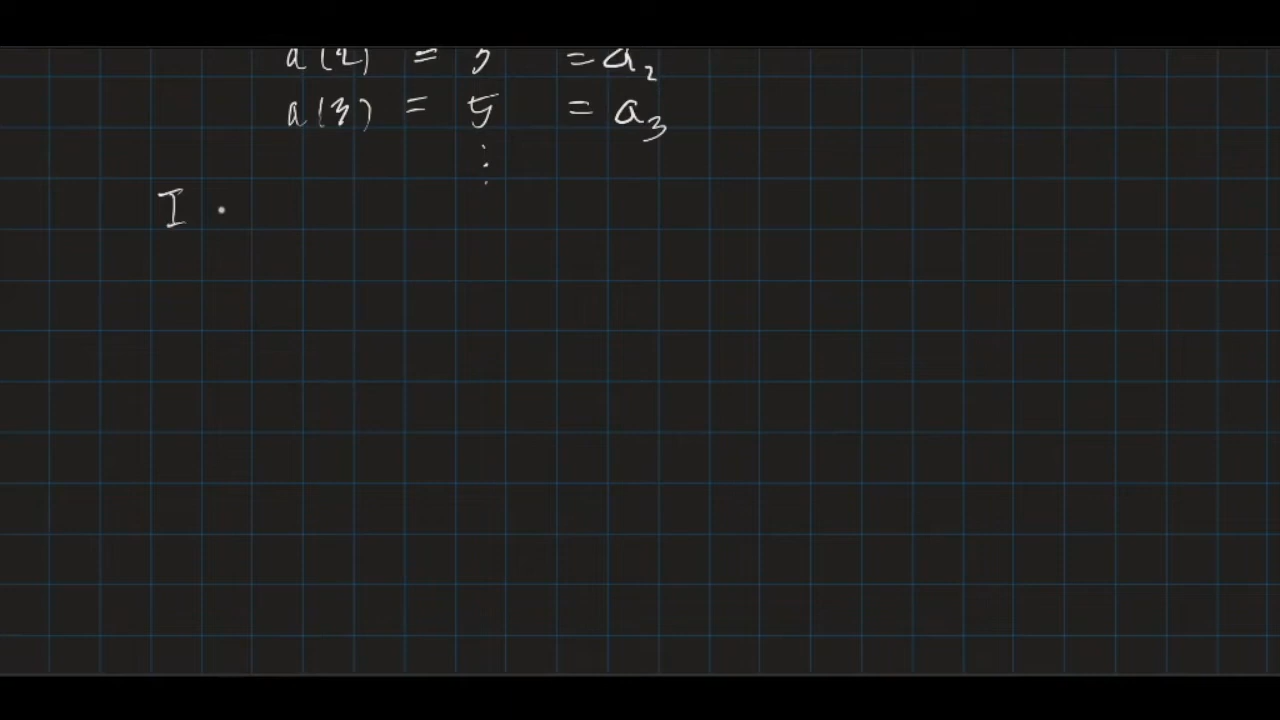 a(2) = 3 = a₂
a(3) = 5 = a₃
⋮
I